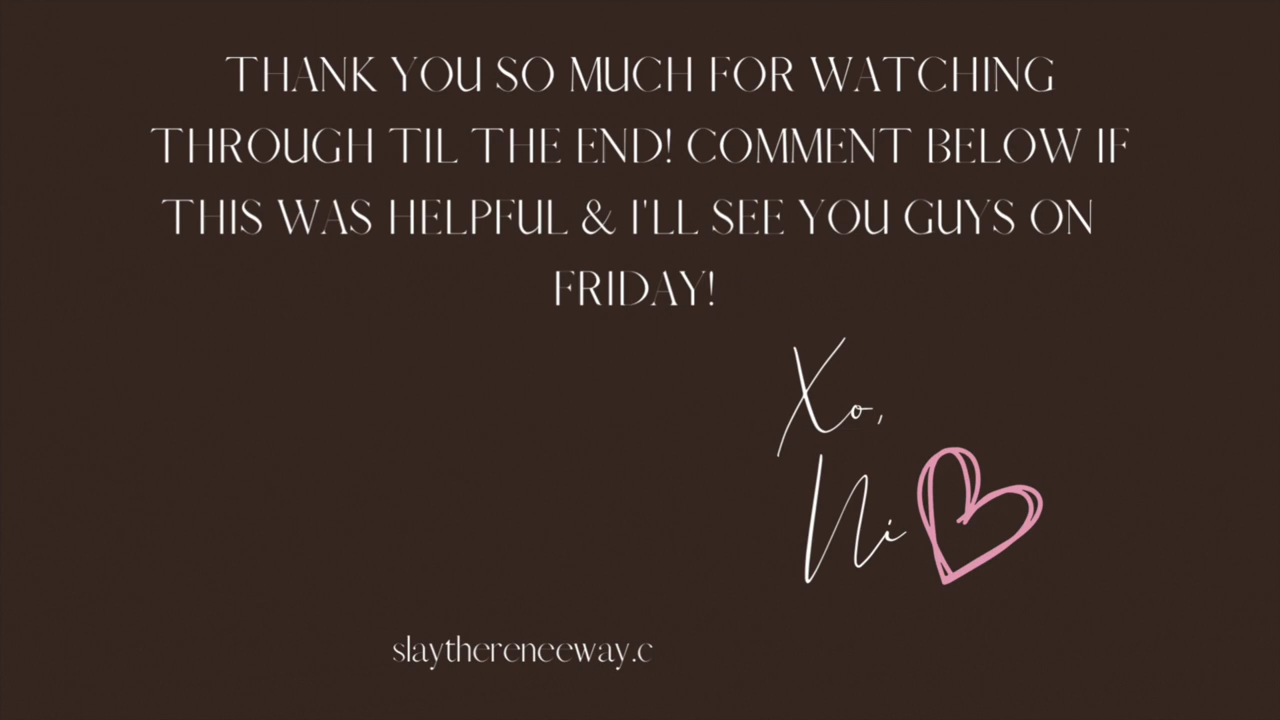 THANK YOU SO MUCH FOR WATCHING
THROUGH TIL THE END! COMMENT BELOW IF
THIS WAS HELPFUL & I'LL SEE YOU GUYS ON
FRIDAY!
Xo,
Ni
slaythereneeway.c